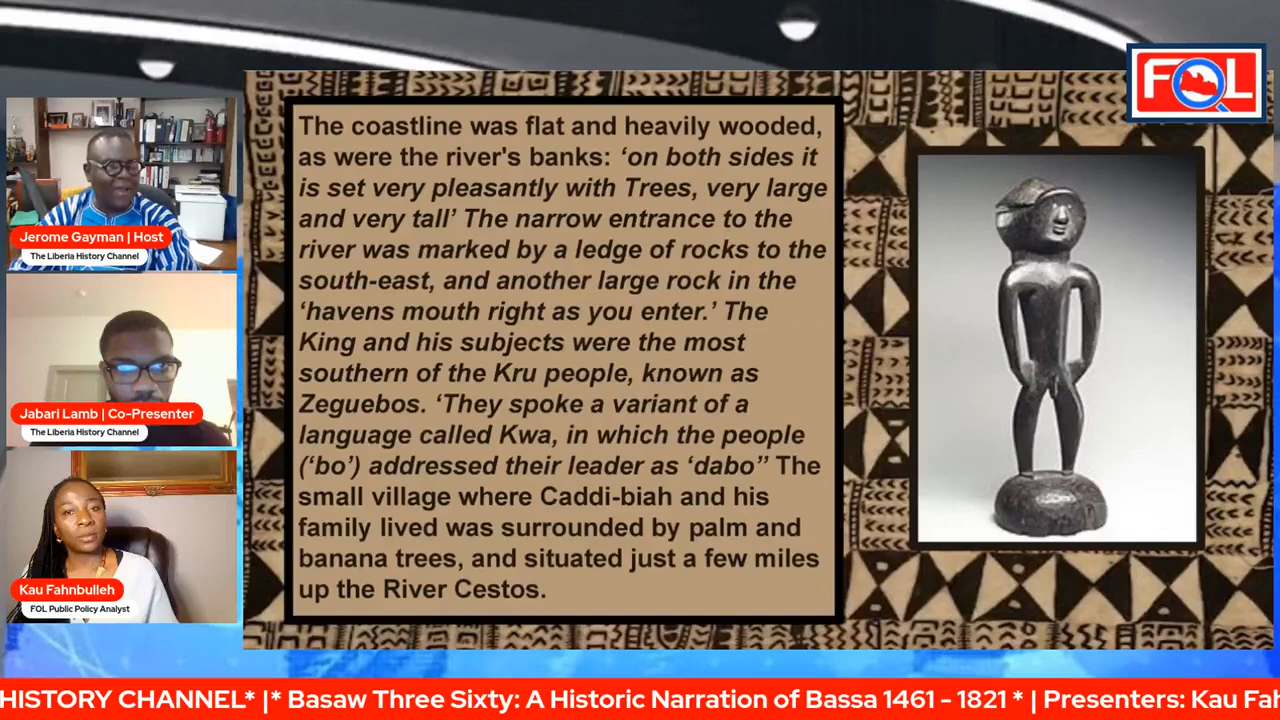 FOL
The coastline was flat and heavily wooded,
as were the river's banks: ‘on both sides it
is set very pleasantly with Trees, very large
and very tall’ The narrow entrance to the
river was marked by a ledge of rocks to the
south-east, and another large rock in the
‘havens mouth right as you enter.’ The
King and his subjects were the most
southern of the Kru people, known as
Zeguebos. ‘They spoke a variant of a
language called Kwa, in which the people
(‘bo’) addressed their leader as ‘dabo” The
small village where Caddi-biah and his
family lived was surrounded by palm and
banana trees, and situated just a few miles
up the River Cestos.
Jerome Gayman | Host
The Liberia History Channel
Jabari Lamb | Co-Presenter
The Liberia History Channel
Kau Fahnbulleh
FOL Public Policy Analyst
HISTORY CHANNEL* |* Basaw Three Sixty: A Historic Narration of Bassa 1461 - 1821 * | Presenters: Kau Fah